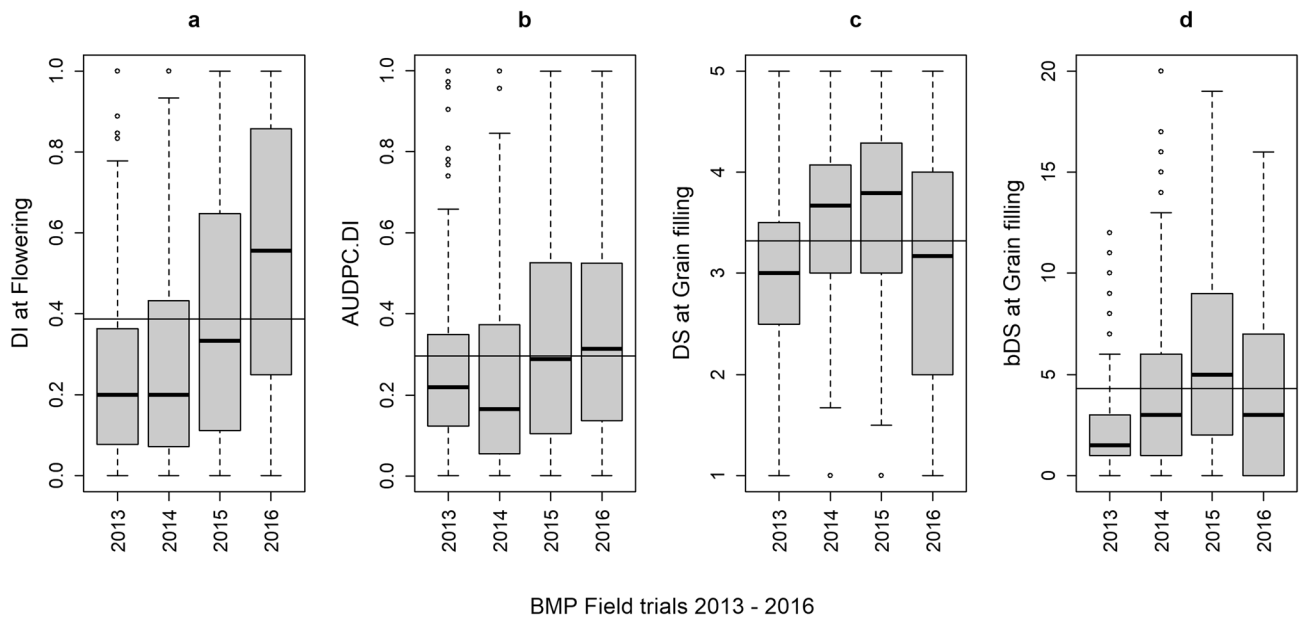 a b c d
DI at Flowering
0.0 0.2 0.4 0.6 0.8 1.0
2013 2014 2015 2016
AUDPC.DI
0.0 0.2 0.4 0.6 0.8 1.0
2013 2014 2015 2016
DS at Grain filling
1 2 3 4 5
2013 2014 2015 2016
bDS at Grain filling
0 5 10 15 20
2013 2014 2015 2016
BMP Field trials 2013 - 2016